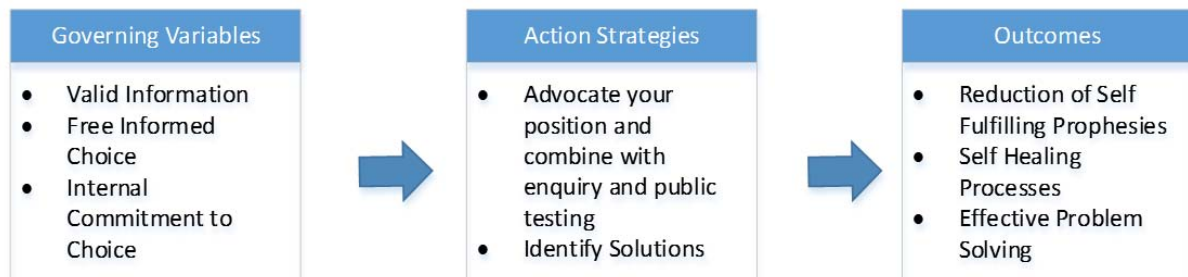 Governing Variables
• Valid Information
• Free Informed
Choice
• Internal
Commitment to
Choice
Action Strategies
• Advocate your
position and
combine with
enquiry and public
testing
• Identify Solutions
Outcomes
• Reduction of Self
Fulfilling Prophesies
• Self Healing
Processes
• Effective Problem
Solving